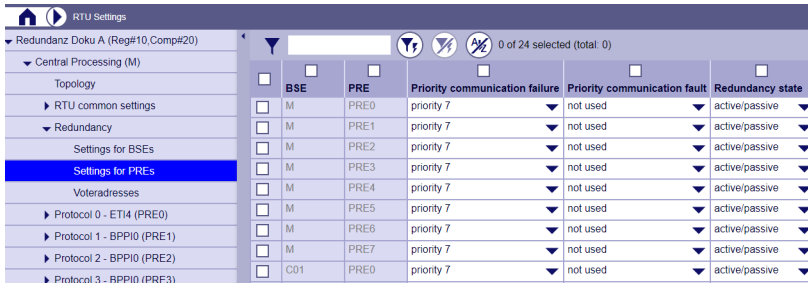 RTU Settings
Redundanz Doku A (Reg#10,Comp#20)
Central Processing (M)
Topology
RTU common settings
Redundancy
Settings for BSEs
Settings for PREs
Voteradresses
Protocol 0 - ETI4 (PRE0)
Protocol 1 - BPPI0 (PRE1)
Protocol 2 - BPPI0 (PRE2)
Protocol 3 - BPPI0 (PRE3)
0 of 24 selected (total: 0)
BSE PRE Priority communication failure Priority communication fault Redundancy state
M PRE0 priority 7 not used active/passive
M PRE1 priority 7 not used active/passive
M PRE2 priority 7 not used active/passive
M PRE3 priority 7 not used active/passive
M PRE4 priority 7 not used active/passive
M PRE5 priority 7 not used active/passive
M PRE6 priority 7 not used active/passive
M PRE7 priority 7 not used active/passive
C01 PRE0 priority 7 not used active/passive